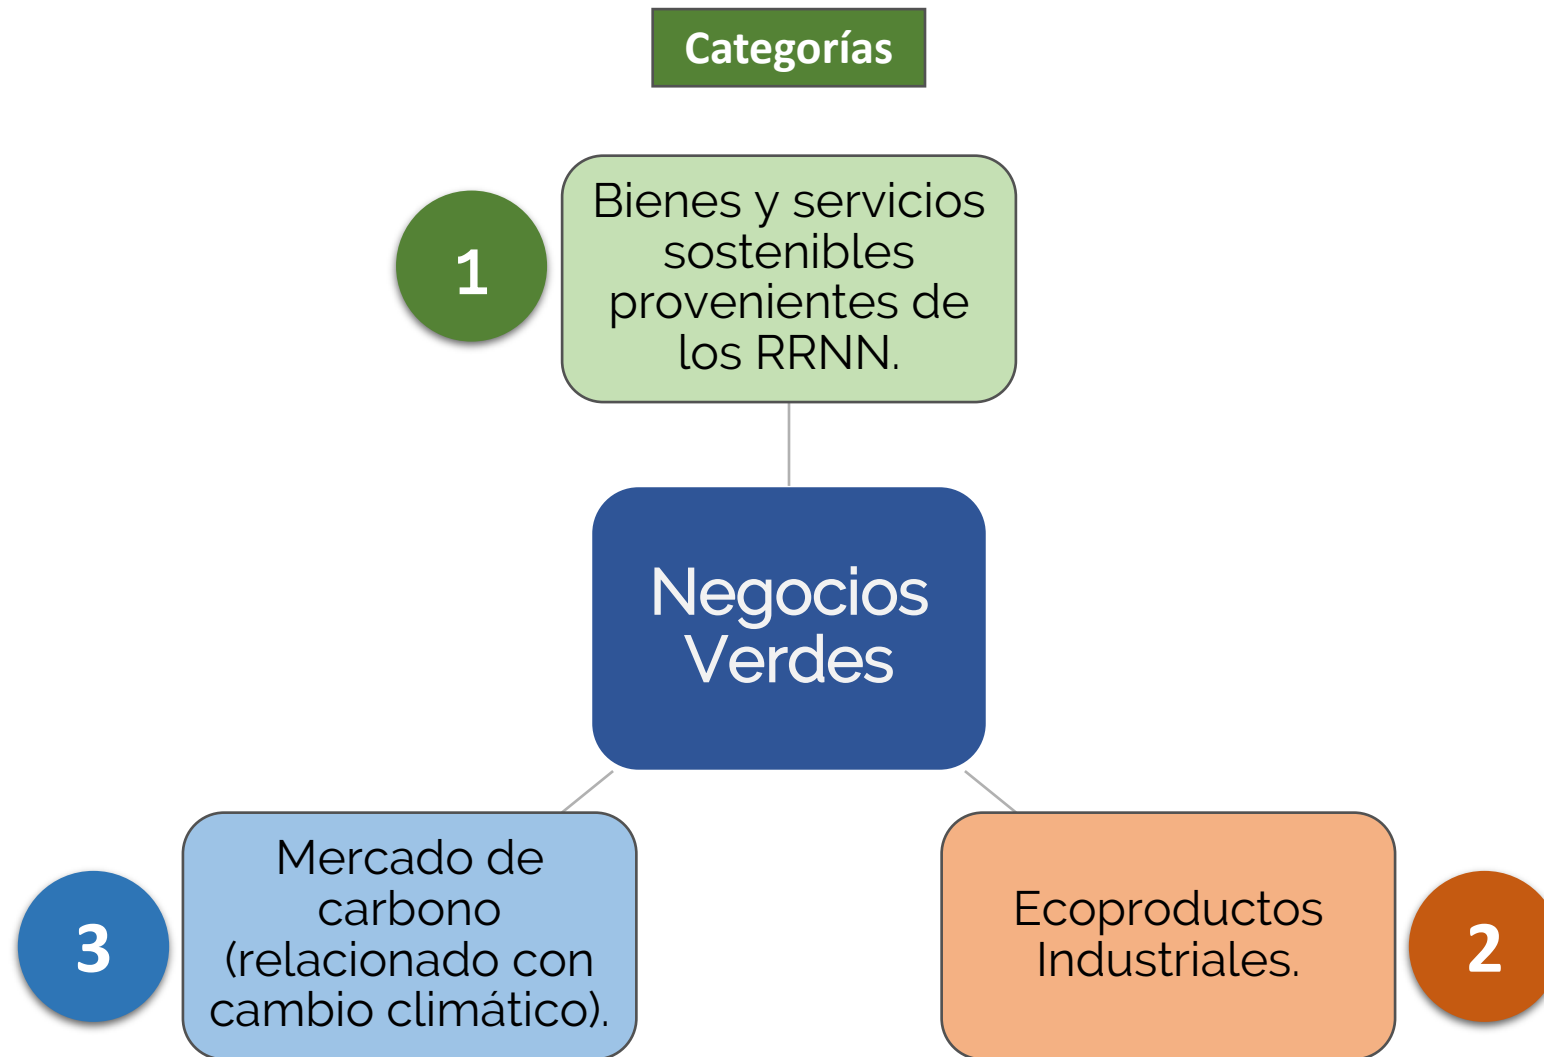 Categorías
1
Bienes y servicios
sostenibles
provenientes de
los RRNN.
Negocios
Verdes
3
Mercado de
carbono
(relacionado con
cambio climático).
Ecoproductos
Industriales.
2